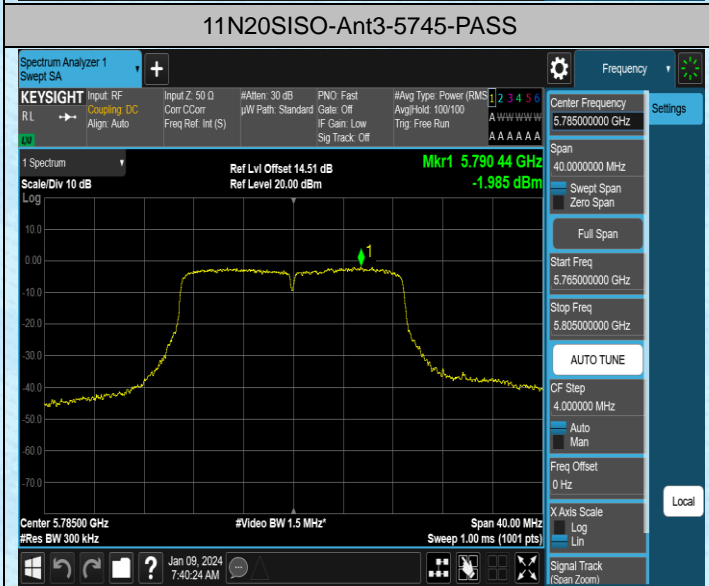 11N20SISO-Ant3-5745-PASS
Spectrum Analyzer 1
Swept SA
+
Frequency
KEYSIGHT
RL
LXI
Input: RF
Coupling: DC
Align: Auto
Input Z: 50 Ω
Corr CCorr
Freq Ref: Int (S)
#Atten: 30 dB
µW Path: Standard
PNO: Fast
Gate: Off
IF Gain: Low
Sig Track: Off
#Avg Type: Power (RMS
Avg|Hold: 100/100
Trig: Free Run
1 2 3 4 5 6
A W W W W W
A A A A A A
1 Spectrum
Scale/Div 10 dB
Log
Ref Lvl Offset 14.51 dB
Ref Level 20.00 dBm
Mkr1 5.790 44 GHz
-1.985 dBm
10.0
0.00
-10.0
-20.0
-30.0
-40.0
-50.0
-60.0
-70.0
1
Center 5.78500 GHz
#Res BW 300 kHz
#Video BW 1.5 MHz*
Span 40.00 MHz
Sweep 1.00 ms (1001 pts)
Jan 09, 2024
7:40:24 AM
?
Center Frequency
5.785000000 GHz
Span
40.0000000 MHz
Swept Span
Zero Span
Full Span
Start Freq
5.765000000 GHz
Stop Freq
5.805000000 GHz
AUTO TUNE
CF Step
4.000000 MHz
Auto
Man
Freq Offset
0 Hz
X Axis Scale
Log
Lin
Signal Track
(Span Zoom)
Settings
Local